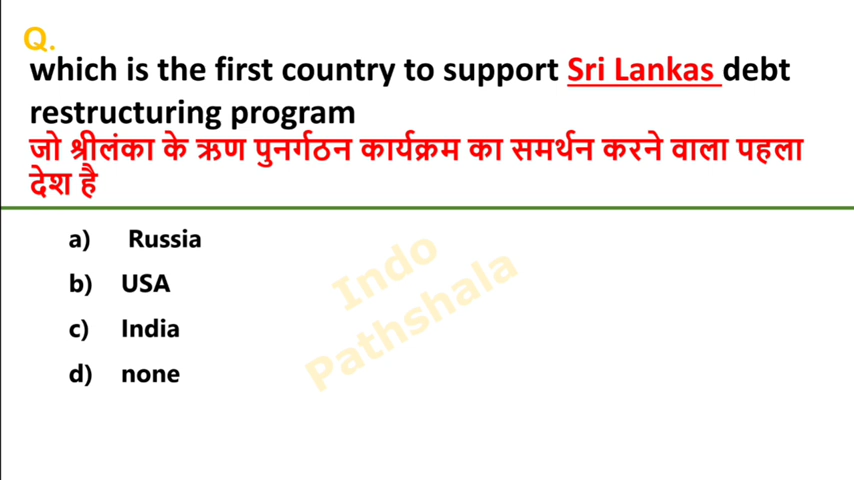 Q.
which is the first country to support Sri Lankas debt
restructuring program
जो श्रीलंका के ऋण पुनर्गठन कार्यक्रम का समर्थन करने वाला पहला
देश है
a) Russia
b) USA
c) India
d) none
Indo
Pathshala